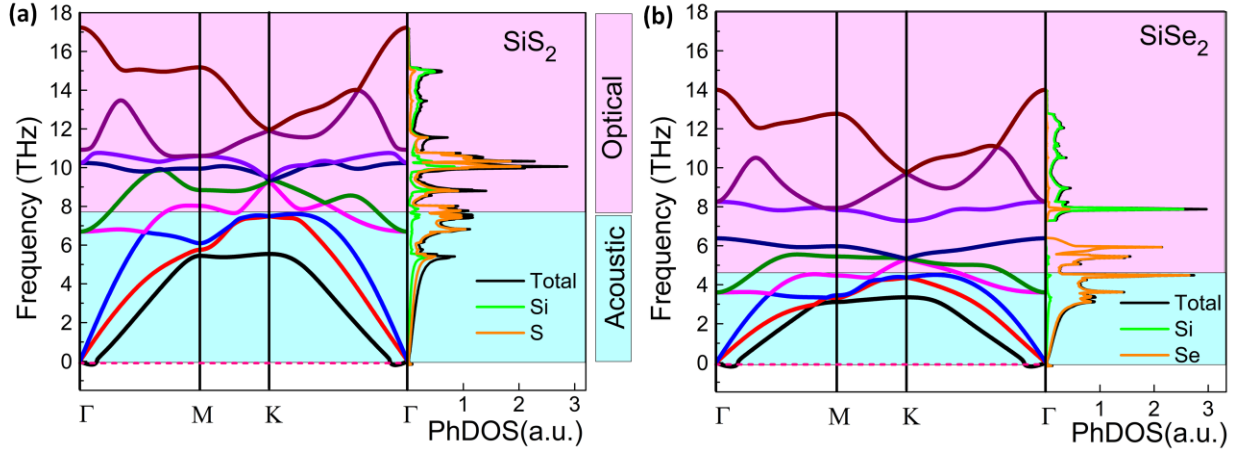 (a)
SiS2
Frequency (THz)
18
16
14
12
10
8
6
4
2
0
Γ
M
K
Γ
1
2
3
PhDOS(a.u.)
Total
Si
S
Optical
Acoustic
(b)
SiSe2
Frequency (THz)
18
16
14
12
10
8
6
4
2
0
Γ
M
K
Γ
1
2
3
PhDOS(a.u.)
Total
Si
Se